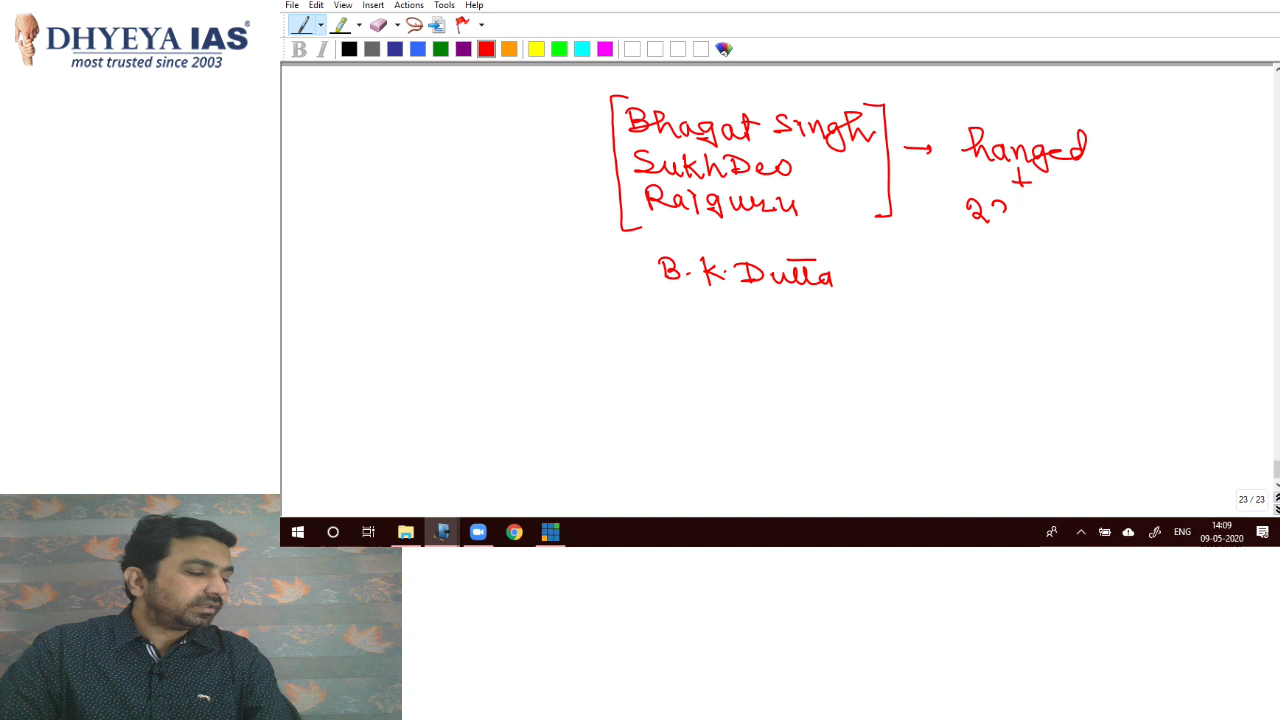 DHYEYA IAS®
most trusted since 2003
File Edit View Insert Actions Tools Help
B I
Bhagat Singh → hanged
SukhDeo
Rajguru
B. K. Dutta
23 / 23
ENG
14:09
09-05-2020